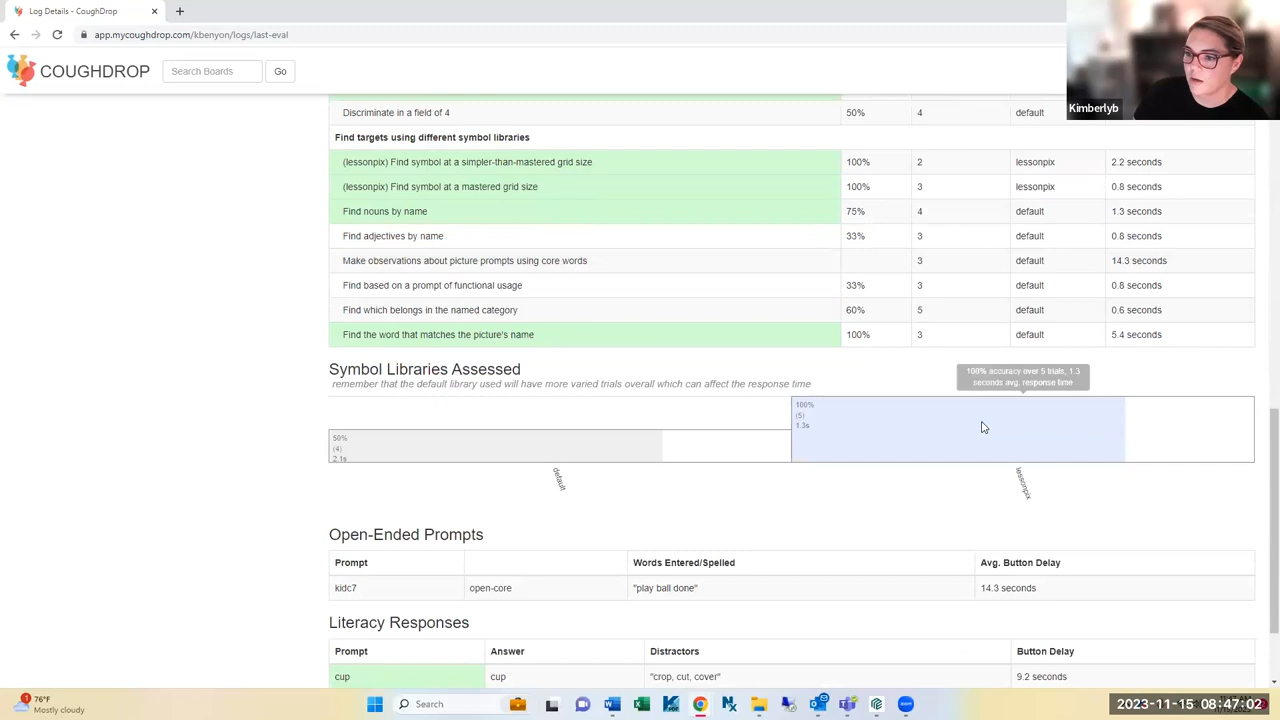 Log Details - CoughDrop
app.mycoughdrop.com/kbenyon/logs/last-eval
COUGHDROP
Search Boards
Go
Kimberlyb
Discriminate in a field of 4 50% 4 default
Find targets using different symbol libraries
(lessonpix) Find symbol at a simpler-than-mastered grid size 100% 2 lessonpix 2.2 seconds
(lessonpix) Find symbol at a mastered grid size 100% 3 lessonpix 0.8 seconds
Find nouns by name 75% 4 default 1.3 seconds
Find adjectives by name 33% 3 default 0.8 seconds
Make observations about picture prompts using core words 3 default 14.3 seconds
Find based on a prompt of functional usage 33% 3 default 0.8 seconds
Find which belongs in the named category 60% 5 default 0.6 seconds
Find the word that matches the picture's name 100% 3 default 5.4 seconds
Symbol Libraries Assessed
remember that the default library used will have more varied trials overall which can affect the response time
100% accuracy over 5 trials, 1.3
seconds avg. response time
100%
(5)
1.3s
50%
(4)
2.1s
default
lessonpix
Open-Ended Prompts
Prompt Words Entered/Spelled Avg. Button Delay
kidc7 open-core "play ball done" 14.3 seconds
Literacy Responses
Prompt Answer Distractors Button Delay
cup cup "crop, cut, cover" 9.2 seconds
76°F
Mostly cloudy
Search
2023-11-15 08:47:02